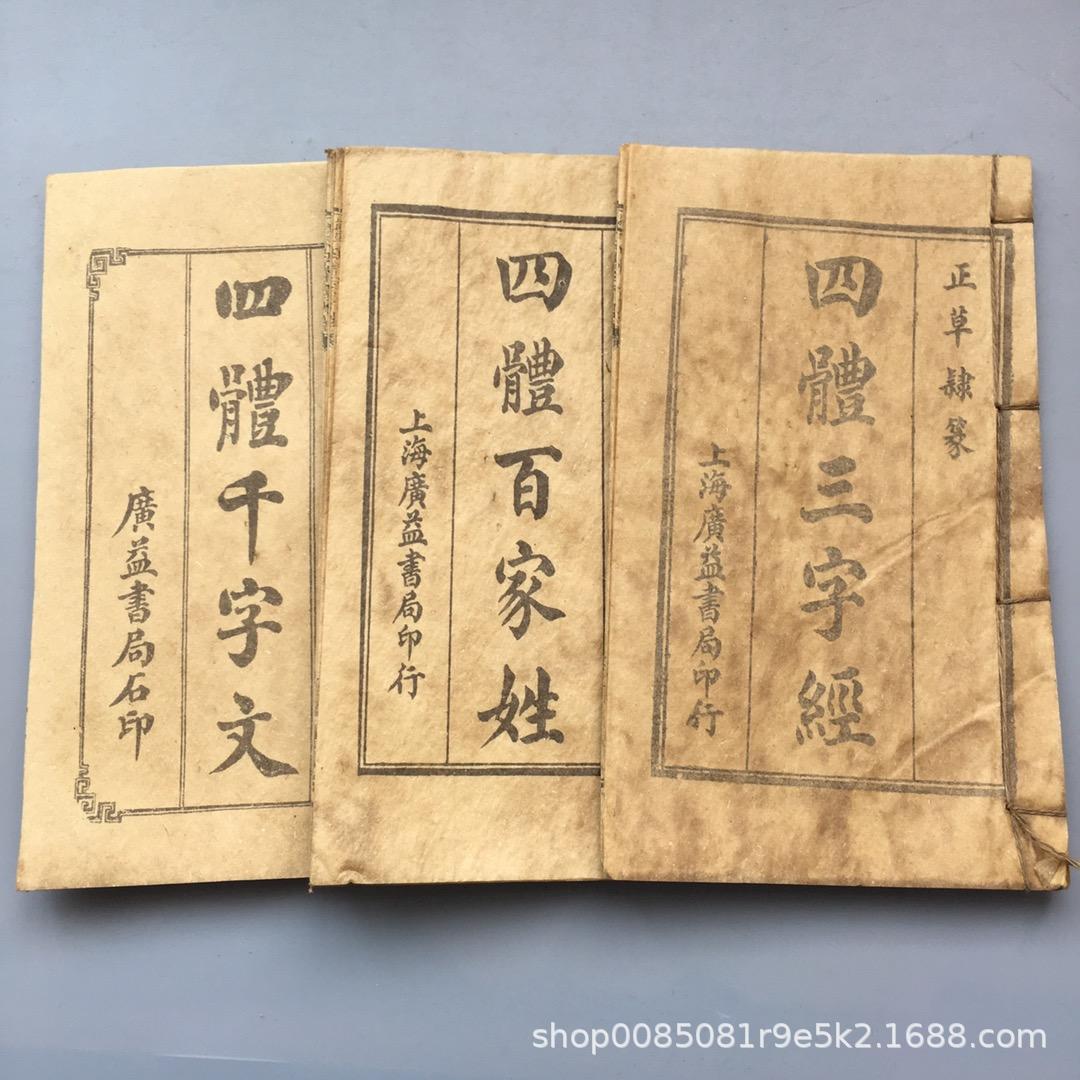 正草隸篆
四體三字經
上海廣益書局印行
四體百家姓
上海廣益書局印行
四體千字文
廣益書局石印
shop0085081r9e5k2.1688.com